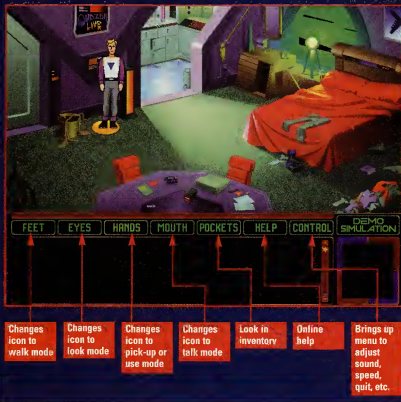 LIVE
FEET EYES HANDS MOUTH POCKETS HELP CONTROL DEMO
SIMULATION
Changes
icon to
walk mode
Changes
icon to
look mode
Changes
icon to
pick-up or
use mode
Changes
icon to
talk mode
Look in
inventory
Online
help
Brings up
menu to
adjust
sound,
speed,
quit, etc.